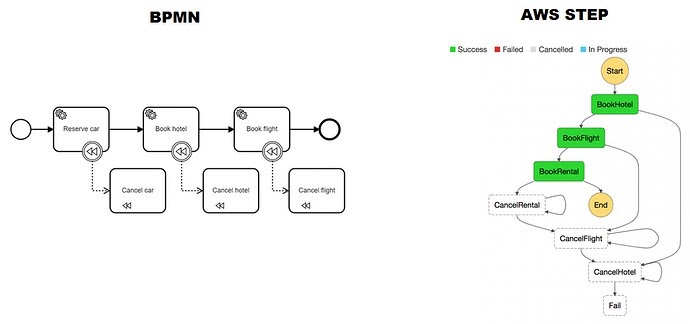 BPMN
Reserve car
Book hotel
Book flight
Cancel car
Cancel hotel
Cancel flight
AWS STEP
Success
Failed
Cancelled
In Progress
Start
BookHotel
BookFlight
BookRental
CancelRental
End
CancelFlight
CancelHotel
Fail